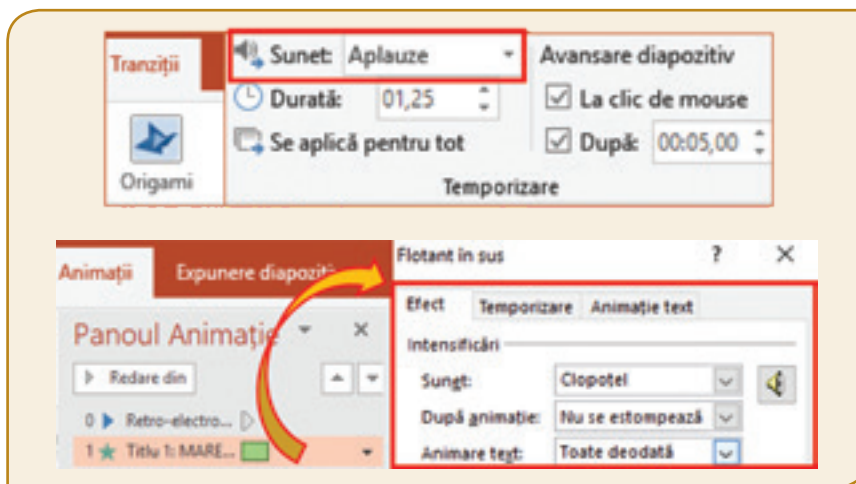 Tranziții
Sunet: Aplauze
Durată: 01,25
Se aplică pentru tot
Avansare diapozitiv
La clic de mouse
După: 00:05,00
Origami
Temporizare
Animații
Expunere diapozit
Panoul Animație
Redare din
0 Retro-electro...
1 Titlu 1: MARE...
Flotant în sus ?
Efect Temporizare Animație text
Intensificări
Sunet: Clopoțel
După animație: Nu se estompează
Animare text: Toate deodată